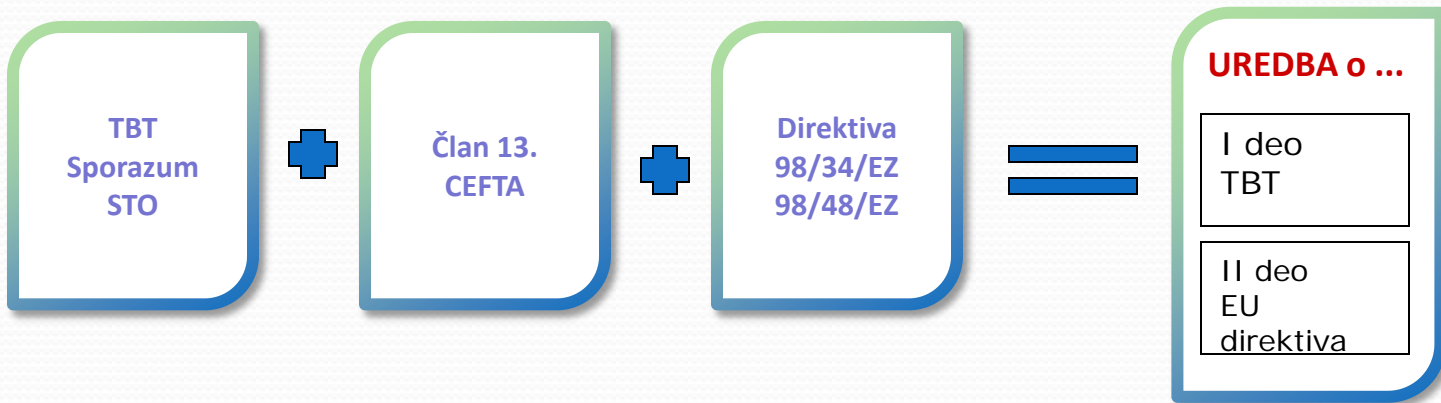 TBT
Sporazum
STO
Član 13.
CEFTA
Direktiva
98/34/EZ
98/48/EZ
UREDBA o ...
I deo
TBT
II deo
EU
direktiva